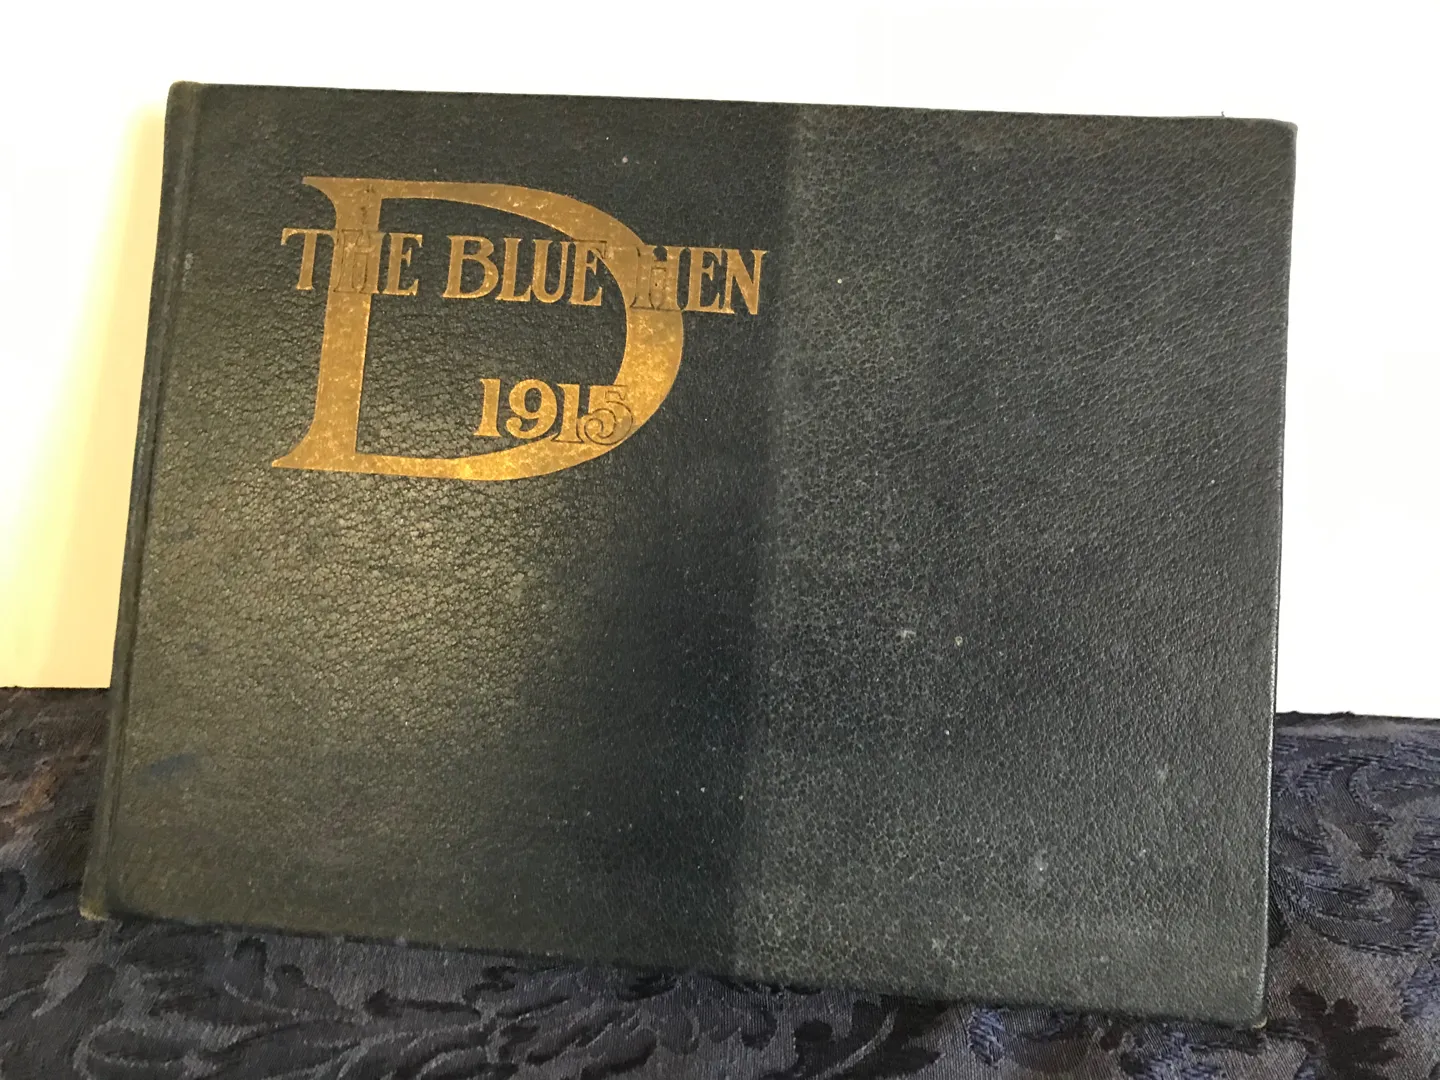 D
THE BLUE HEN
1915